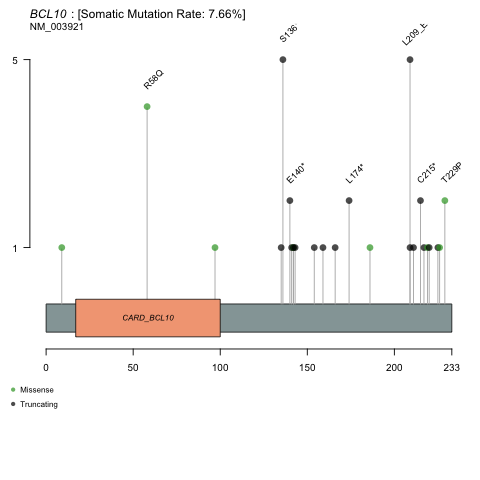 BCL10 : [Somatic Mutation Rate: 7.66%]
NM_003921
S136
L209_
5
R58Q
E140*
L174*
C215*
T229P
1
CARD_BCL10
0
50
100
150
200
233
Missense
Truncating